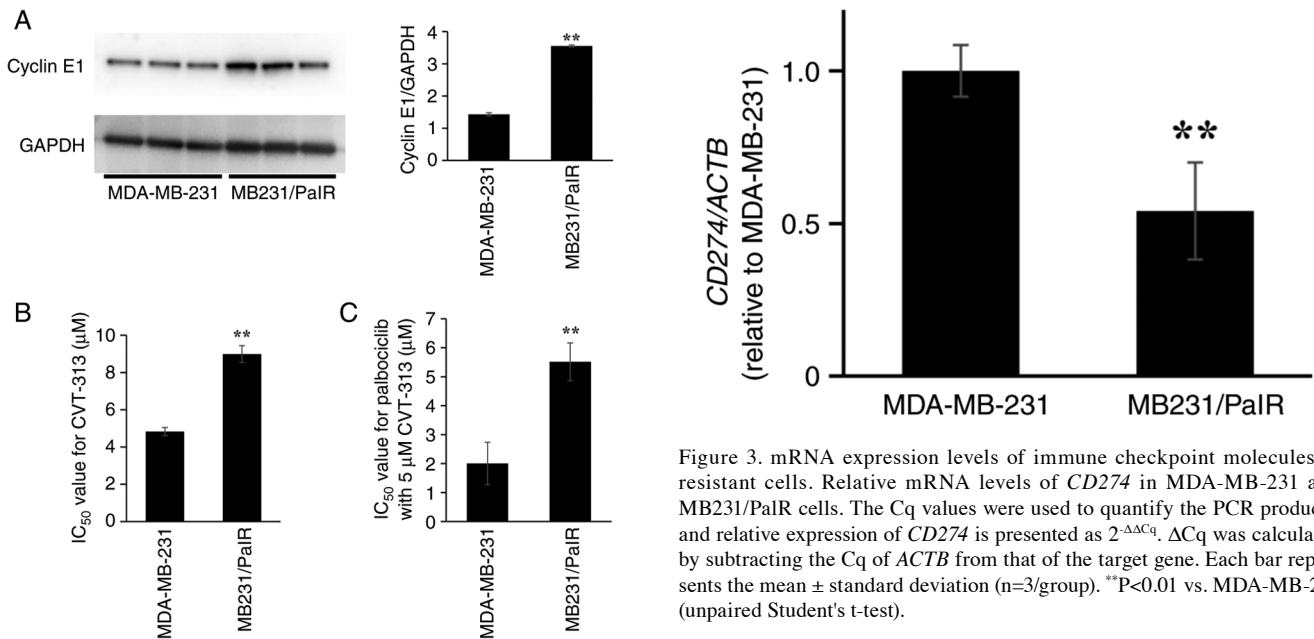 A
Cyclin E1
GAPDH
MDA-MB-231 MB231/PalR
Cyclin E1/GAPDH
4
3
2
1
0
**
MDA-MB-231
MB231/PalR
B
IC50 value for CVT-313 (μM)
10
8
6
4
2
0
**
MDA-MB-231
MB231/PalR
C
IC50 value for palbociclib
with 5 μM CVT-313 (μM)
7
6
5
4
3
2
1
0
**
MDA-MB-231
MB231/PalR
CD274/ACTB
(relative to MDA-MB-231)
1.0
0.5
0
**
MDA-MB-231 MB231/PalR
Figure 3. mRNA expression levels of immune checkpoint molecules
resistant cells. Relative mRNA levels of CD274 in MDA-MB-231 a
MB231/PalR cells. The Cq values were used to quantify the PCR produc
and relative expression of CD274 is presented as 2-ΔΔCq. ΔCq was calcula
by subtracting the Cq of ACTB from that of the target gene. Each bar rep
sents the mean ± standard deviation (n=3/group). **P<0.01 vs. MDA-MB-2
(unpaired Student's t-test).